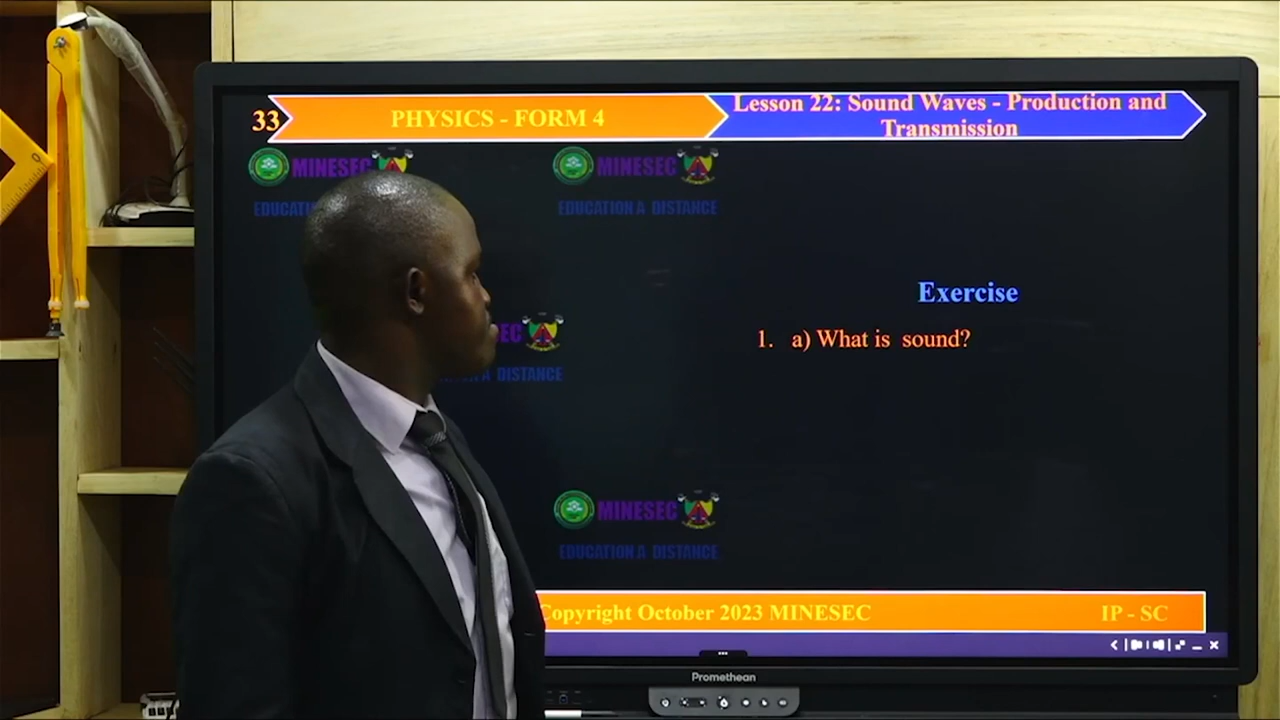 33
PHYSICS - FORM 4
Lesson 22: Sound Waves - Production and
Transmission
MINESEC
MINESEC
EDUCATION A DISTANCE
Exercise
1. a) What is sound?
DISTANCE
MINESEC
EDUCATION A DISTANCE
Copyright October 2023 MINESEC
IP - SC
Promethean